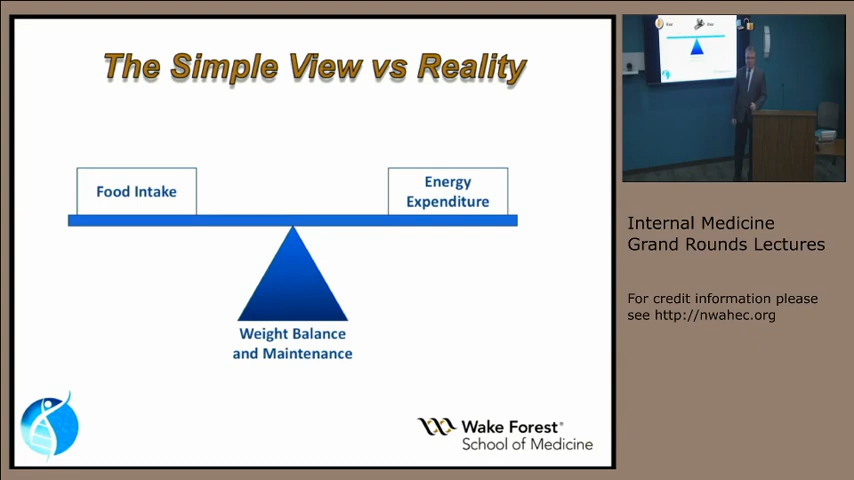 The Simple View vs Reality
Food Intake
Energy
Expenditure
Weight Balance
and Maintenance
Wake Forest®
School of Medicine
Internal Medicine
Grand Rounds Lectures
For credit information please
see http://nwahec.org